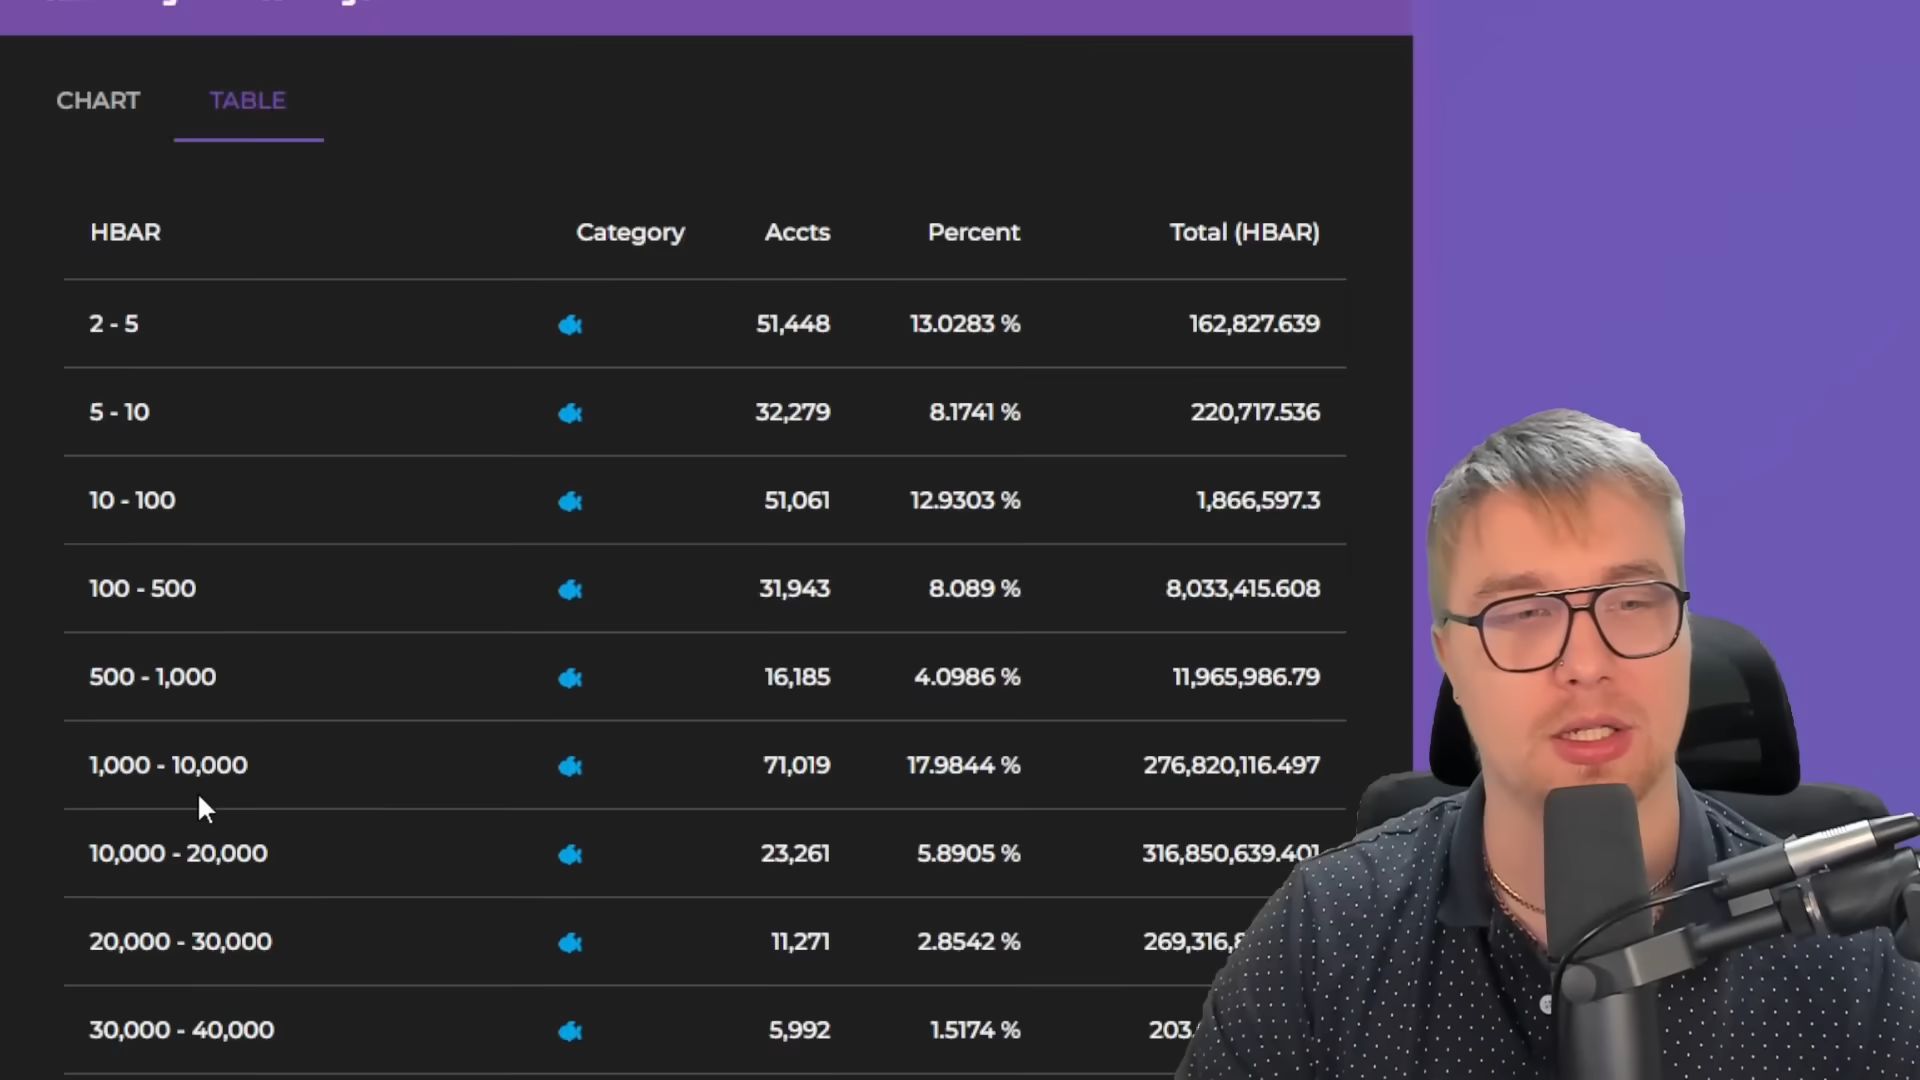 CHART TABLE
HBAR Category Accts Percent Total (HBAR)
2 - 5 51,448 13.0283 % 162,827.639
5 - 10 32,279 8.1741 % 220,717.536
10 - 100 51,061 12.9303 % 1,866,597.3
100 - 500 31,943 8.089 % 8,033,415.608
500 - 1,000 16,185 4.0986 % 11,965,986.79
1,000 - 10,000 71,019 17.9844 % 276,820,116.497
10,000 - 20,000 23,261 5.8905 % 316,850,639.401
20,000 - 30,000 11,271 2.8542 % 269,316,8
30,000 - 40,000 5,992 1.5174 % 203,